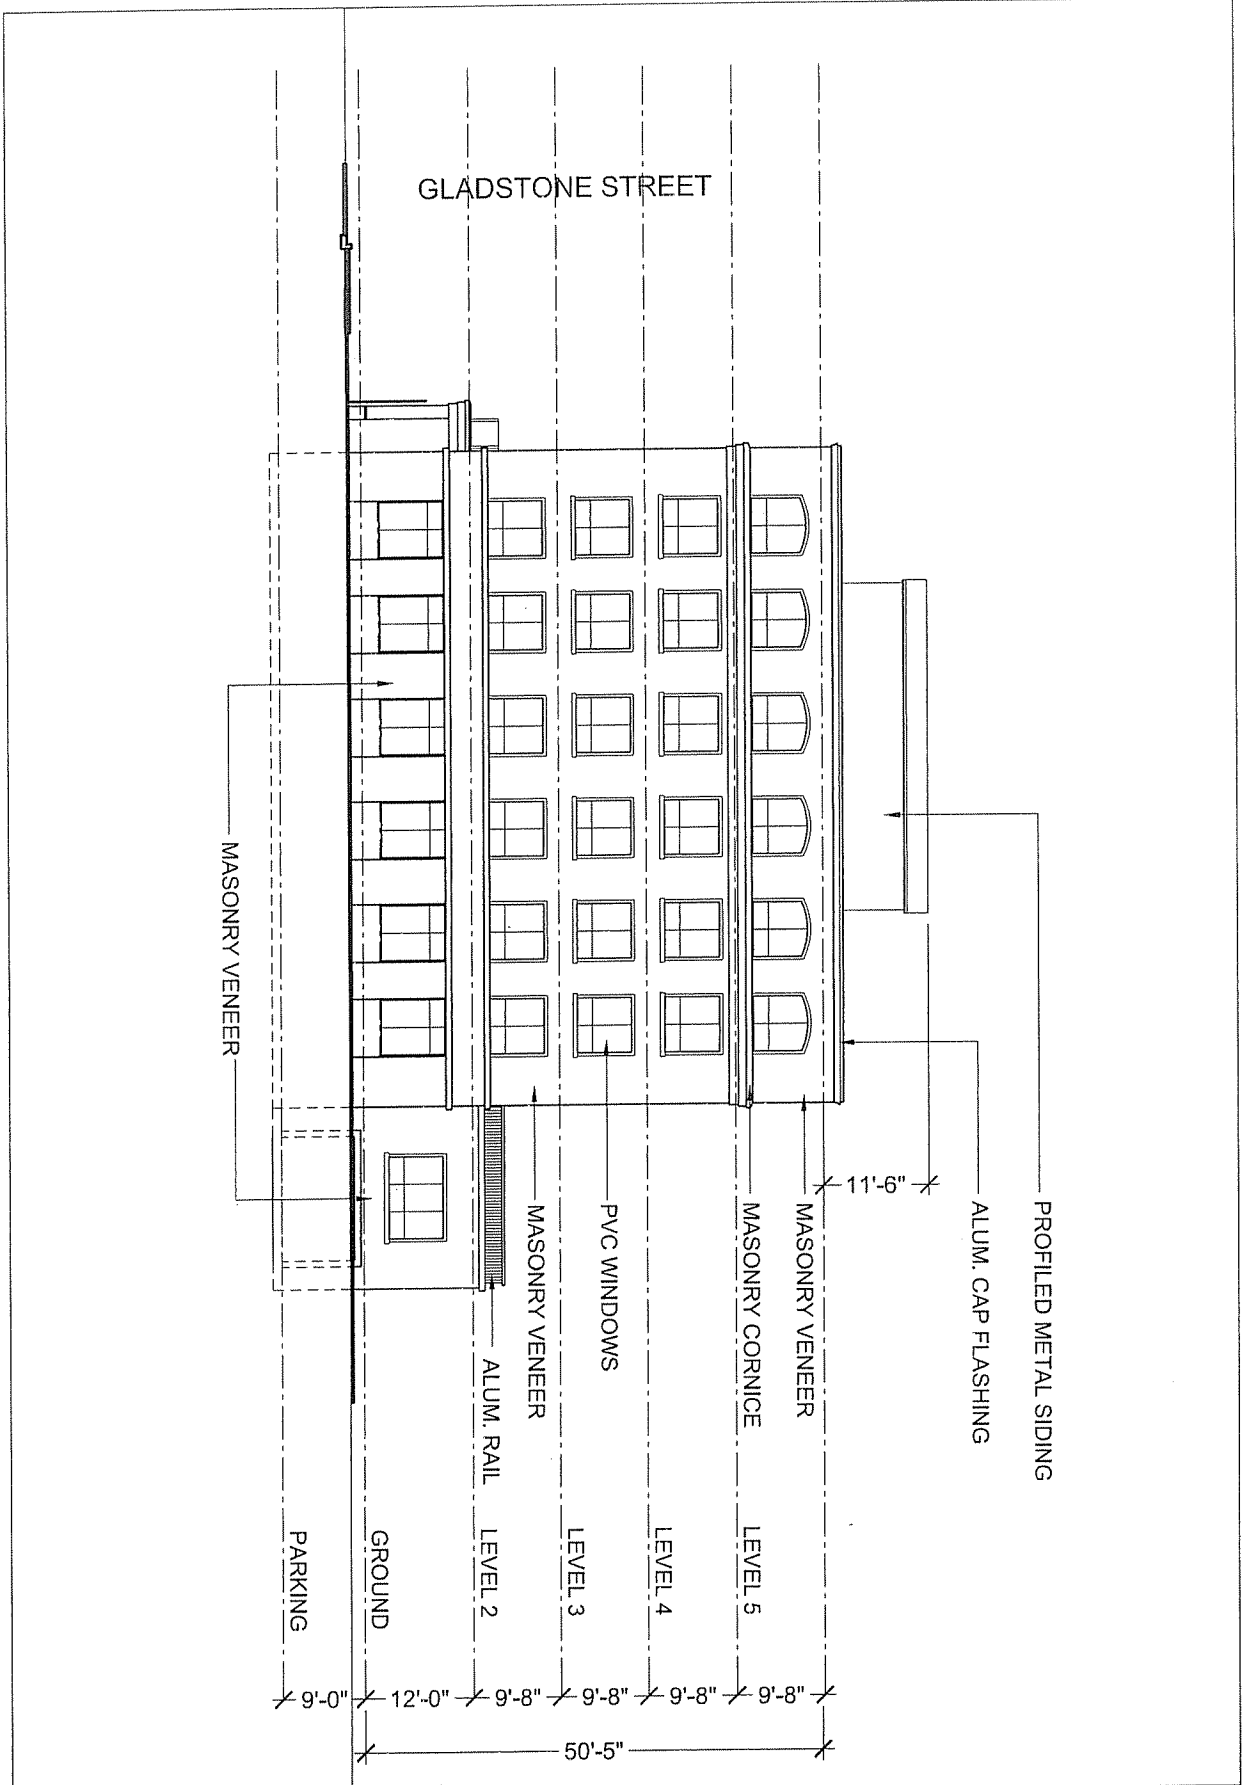 GLADSTONE STREET
PROFILED METAL SIDING
ALUM. CAP FLASHING
11'-6"
MASONRY VENEER
MASONRY CORNICE
PVC WINDOWS
MASONRY VENEER
ALUM. RAIL
MASONRY VENEER
LEVEL 5
LEVEL 4
LEVEL 3
LEVEL 2
GROUND
PARKING
9'-8"
9'-8"
9'-8"
9'-8"
12'-0"
9'-0"
50'-5"